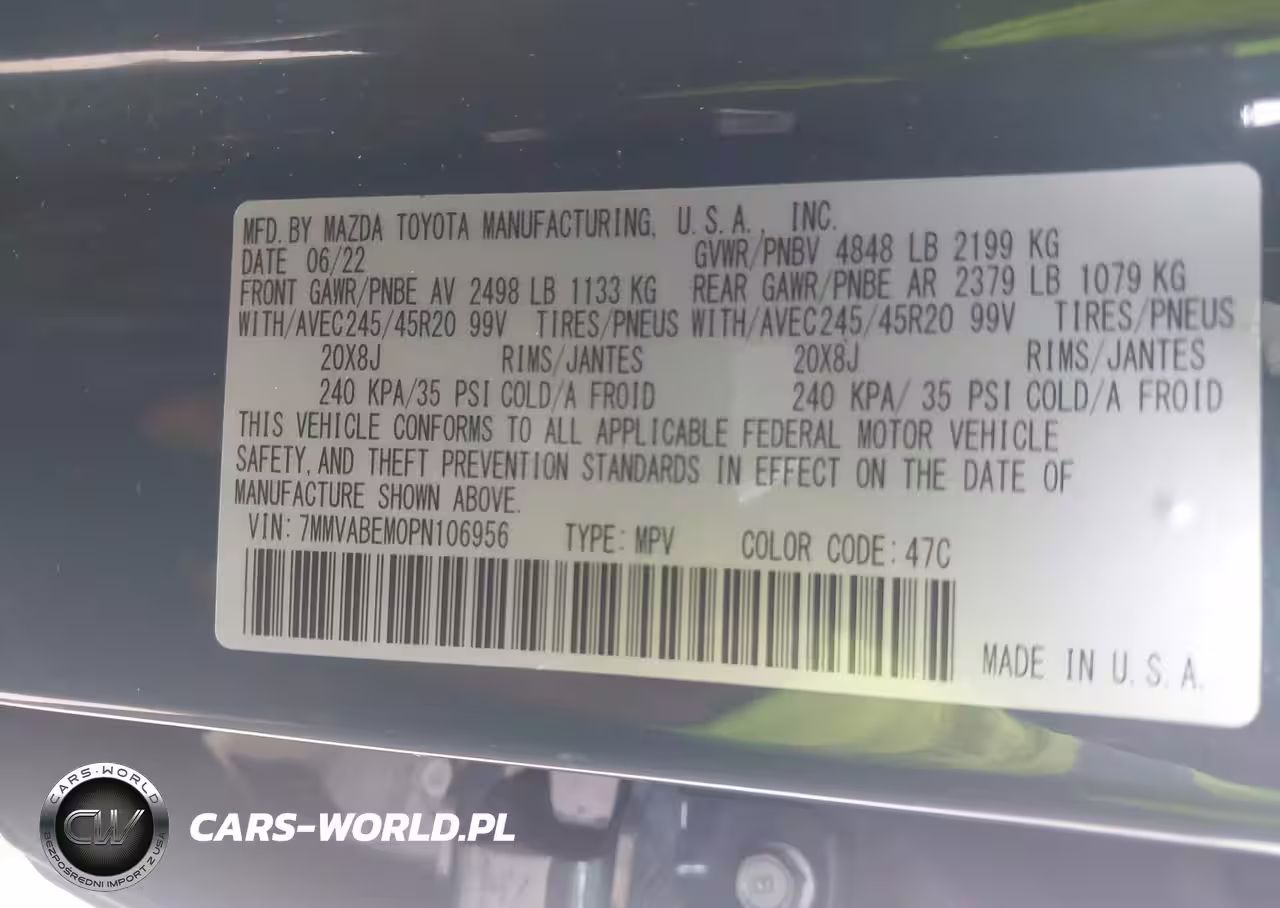 MFD. BY MAZDA TOYOTA MANUFACTURING, U.S.A., INC.
DATE 06/22 GVWR/PNBV 4848 LB 2199 KG
FRONT GAWR/PNBE AV 2498 LB 1133 KG REAR GAWR/PNBE AR 2379 LB 1079 KG
WITH/AVEC245/45R20 99V TIRES/PNEUS WITH/AVEC245/45R20 99V TIRES/PNEUS
20X8J RIMS/JANTES 20X8J RIMS/JANTES
240 KPA/35 PSI COLD/A FROID 240 KPA/ 35 PSI COLD/A FROID
THIS VEHICLE CONFORMS TO ALL APPLICABLE FEDERAL MOTOR VEHICLE
SAFETY, AND THEFT PREVENTION STANDARDS IN EFFECT ON THE DATE OF
MANUFACTURE SHOWN ABOVE.
VIN: 7MMVABEM0PN106956 TYPE: MPV COLOR CODE: 47C
MADE IN U.S.A.
CARS-WORLD
CW
BEZPOŚREDNI IMPORT Z USA
CARS-WORLD.PL